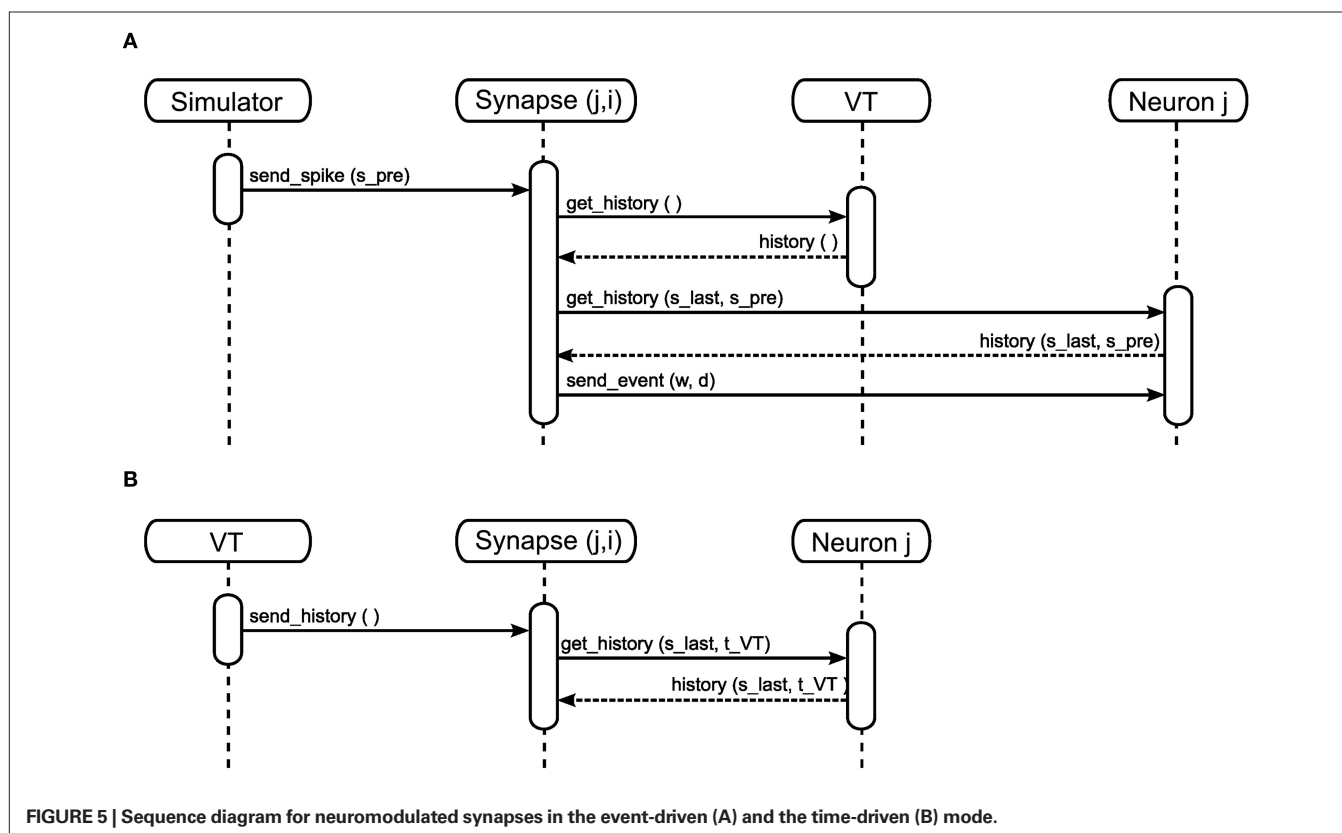 A
Simulator
Synapse (j,i)
VT
Neuron j
send_spike (s_pre)
get_history ( )
history ( )
get_history (s_last, s_pre)
history (s_last, s_pre)
send_event (w, d)
B
VT
Synapse (j,i)
Neuron j
send_history ( )
get_history (s_last, t_VT)
history (s_last, t_VT )
FIGURE 5 | Sequence diagram for neuromodulated synapses in the event-driven (A) and the time-driven (B) mode.